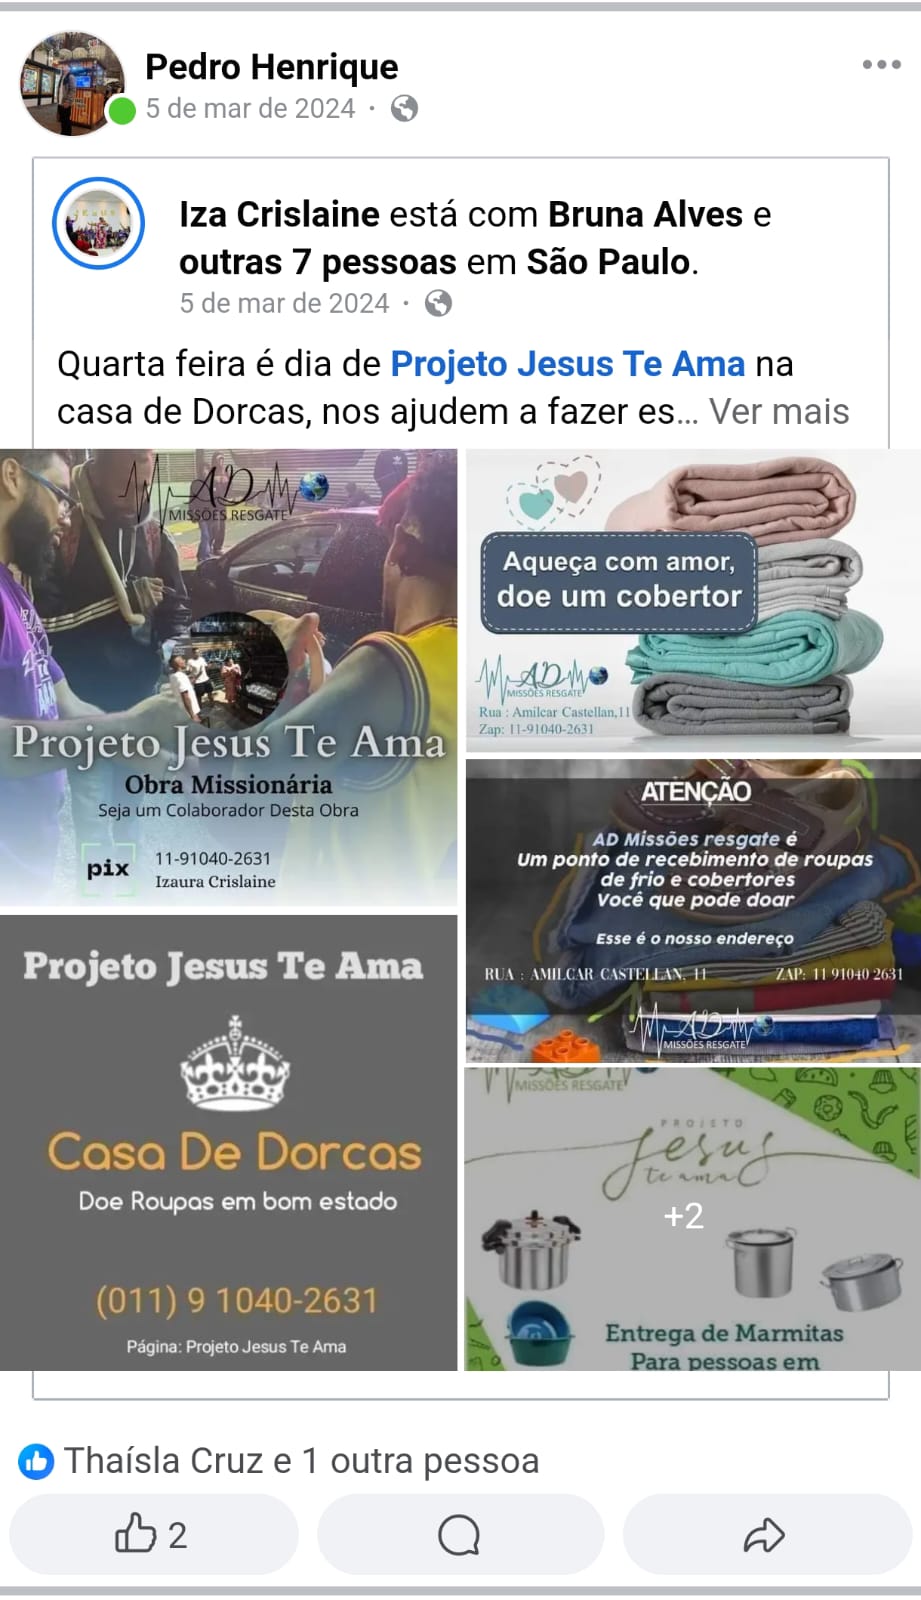 Pedro Henrique
5 de mar de 2024 ·
Iza Crislaine está com Bruna Alves e
outras 7 pessoas em São Paulo.
5 de mar de 2024 ·
Quarta feira é dia de Projeto Jesus Te Ama na
casa de Dorcas, nos ajudem a fazer es... Ver mais
AD
MISSÕES RESGATE
Projeto Jesus Te Ama
Obra Missionária
Seja um Colaborador Desta Obra
pix
11-91040-2631
Izaura Crislaine
Aqueça com amor,
doe um cobertor
AD
MISSÕES RESGATE
Rua : Amilcar Castellan,11
Zap: 11-91040-2631
ATENÇÃO
AD Missões resgate é
Um ponto de recebimento de roupas
de frio e cobertores
Você que pode doar
Esse é o nosso endereço
RUA : AMILCAR CASTELLAN, 11 ZAP: 11 91040 2631
AD
MISSÕES RESGATE
Projeto Jesus Te Ama
Casa De Dorcas
Doe Roupas em bom estado
(011) 9 1040-2631
Página: Projeto Jesus Te Ama
MISSÕES RESGATE
PROJETO
Jesus
te ama
+2
Entrega de Marmitas
Para pessoas em
Thaísla Cruz e 1 outra pessoa
2